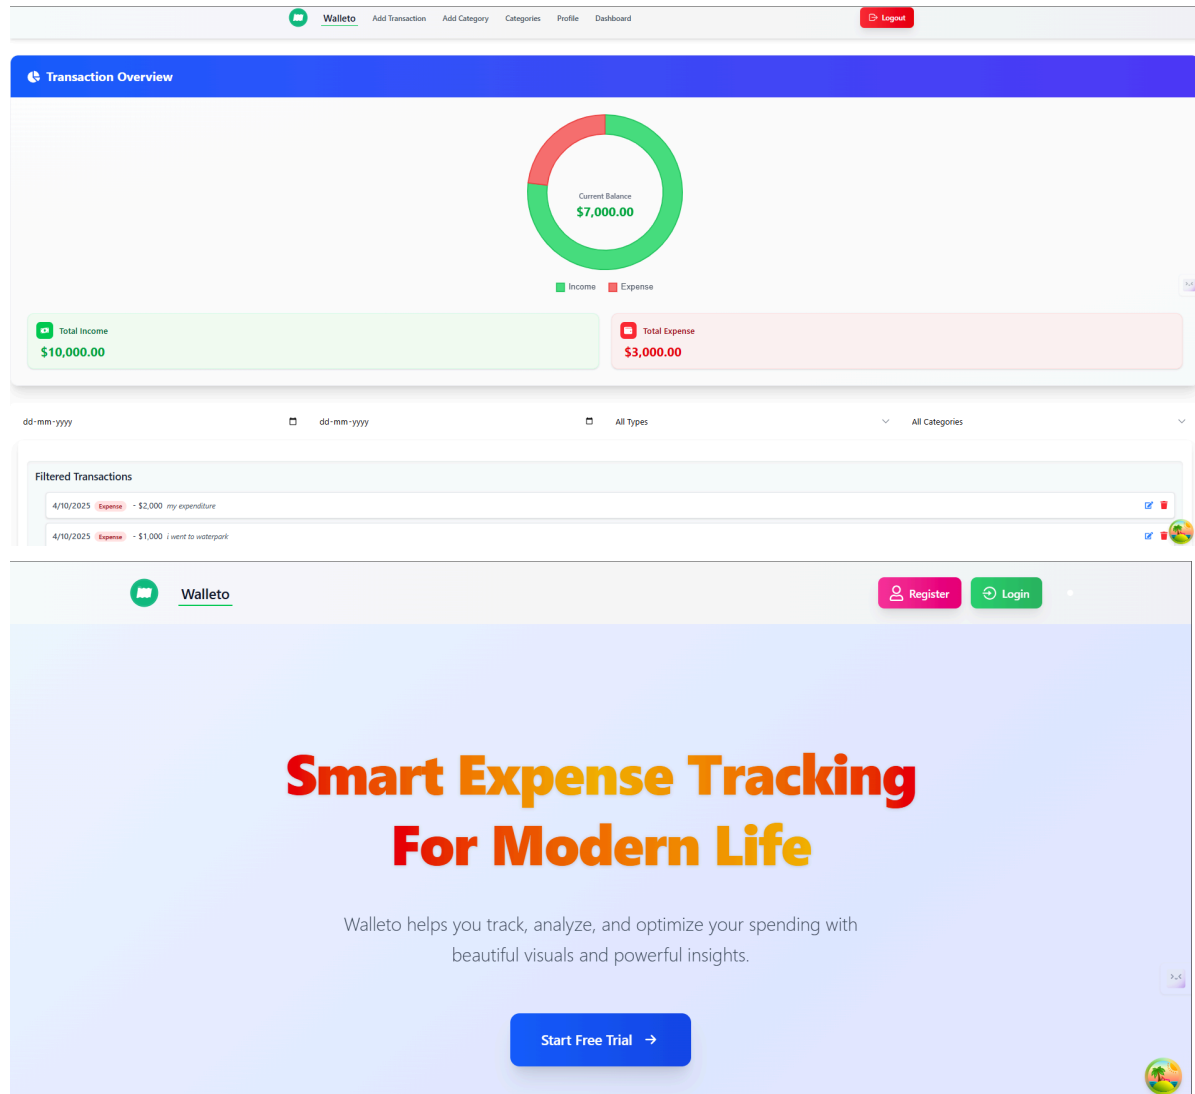 Walleto Add Transaction Add Category Categories Profile Dashboard Logout
Transaction Overview
Current Balance
$7,000.00
Income Expense
Total Income
$10,000.00
Total Expense
$3,000.00
dd-mm-yyyy dd-mm-yyyy All Types All Categories
Filtered Transactions
4/10/2025 Expense - $2,000 my expenditure
4/10/2025 Expense - $1,000 i went to waterpark
Walleto Register Login
Smart Expense Tracking
For Modern Life
Walleto helps you track, analyze, and optimize your spending with
beautiful visuals and powerful insights.
Start Free Trial